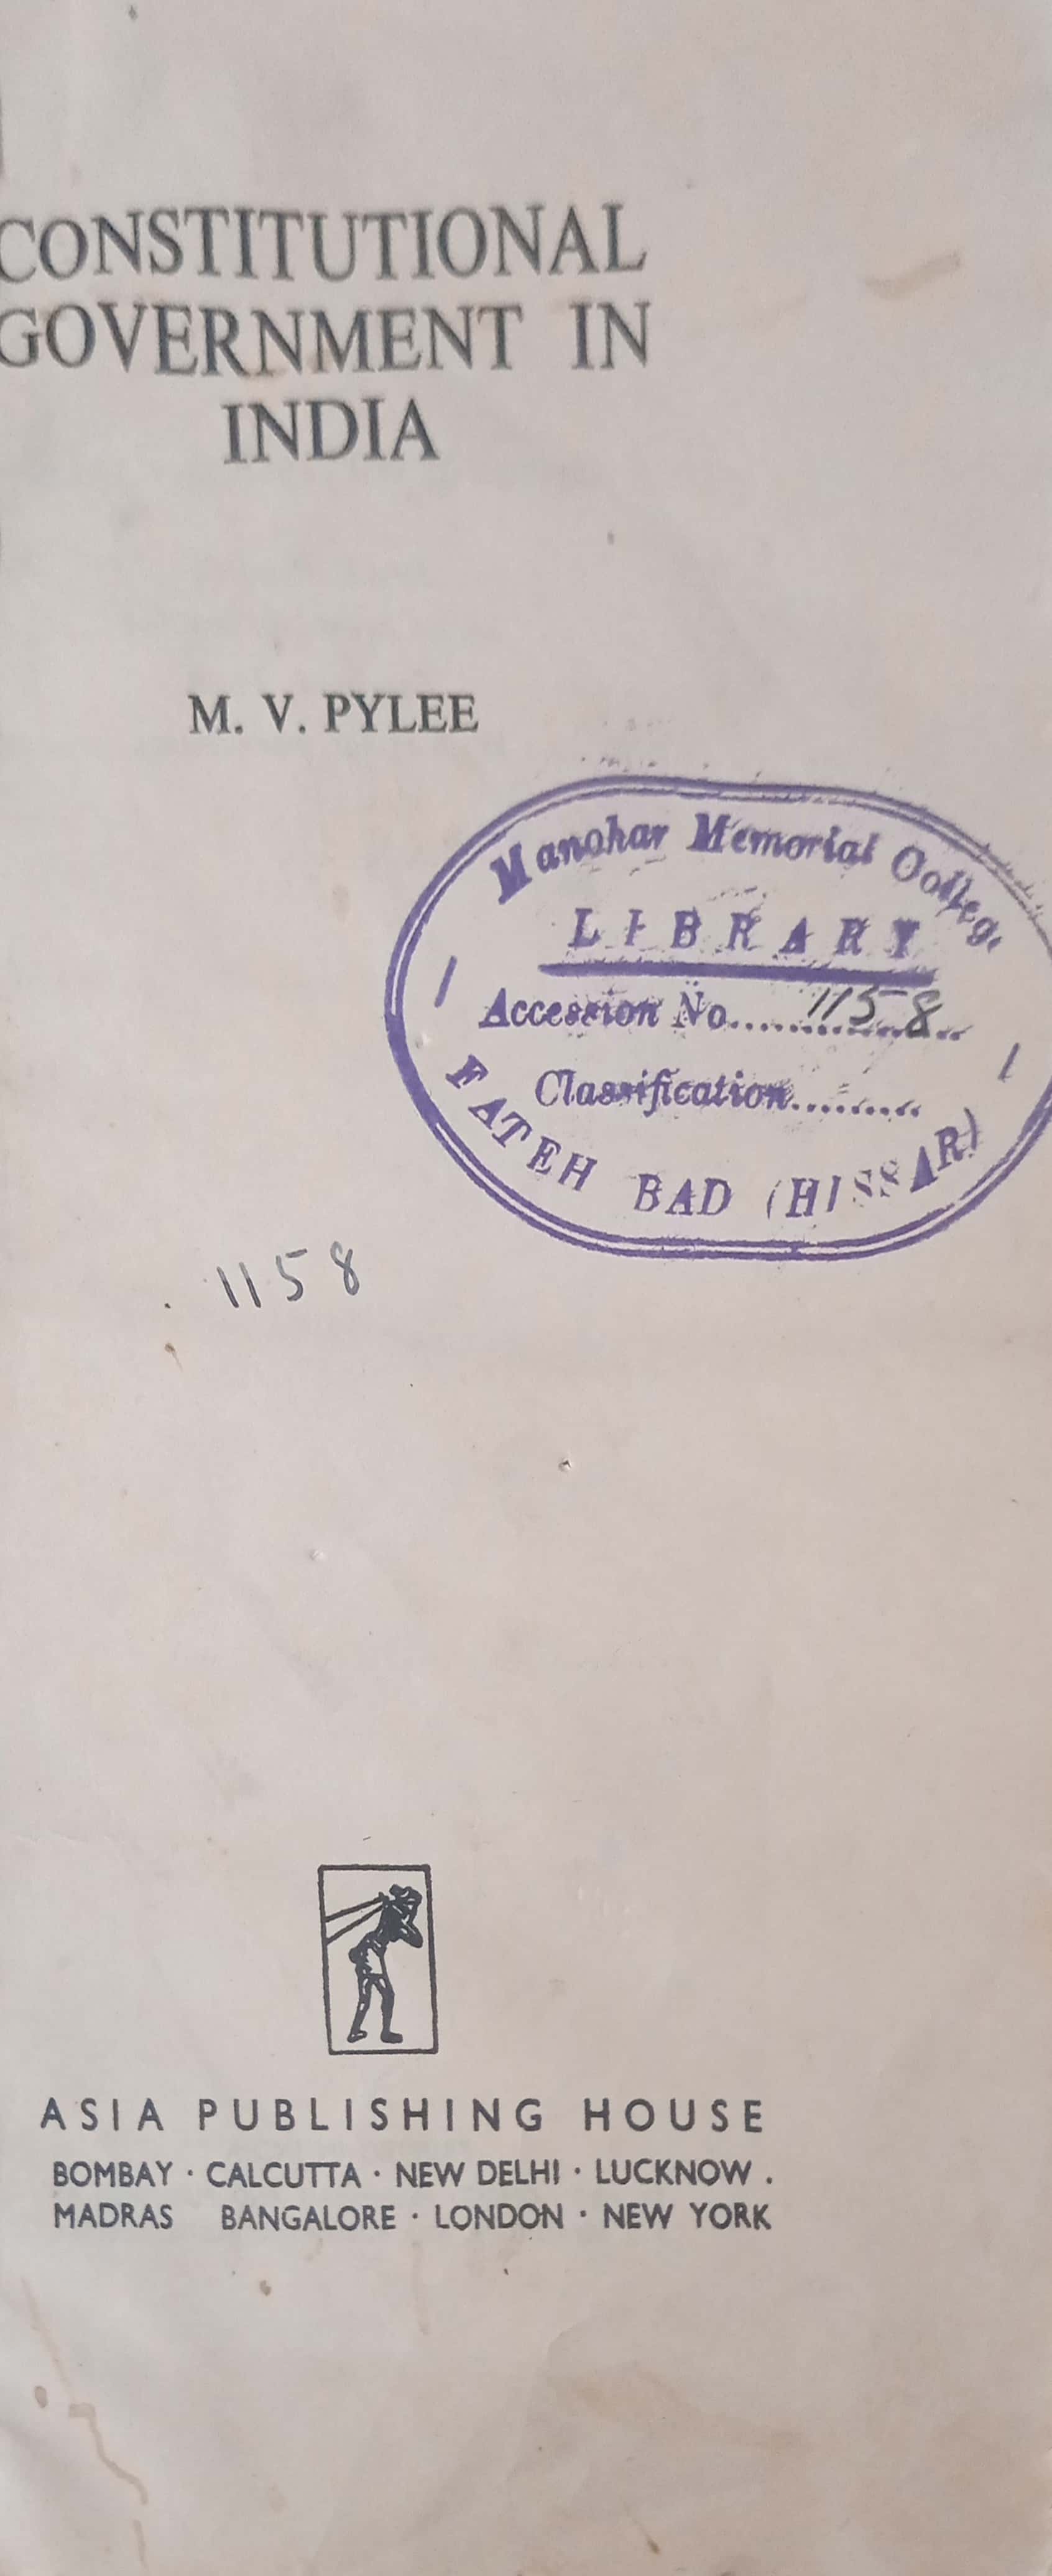 CONSTITUTIONAL
GOVERNMENT IN
INDIA
M. V. PYLEE
Manohar Memorial College
LIBRARY
Accession No. 1158
Classification
FATEH BAD (HISSAR)
1158
ASIA PUBLISHING HOUSE
BOMBAY · CALCUTTA · NEW DELHI · LUCKNOW .
MADRAS BANGALORE · LONDON · NEW YORK